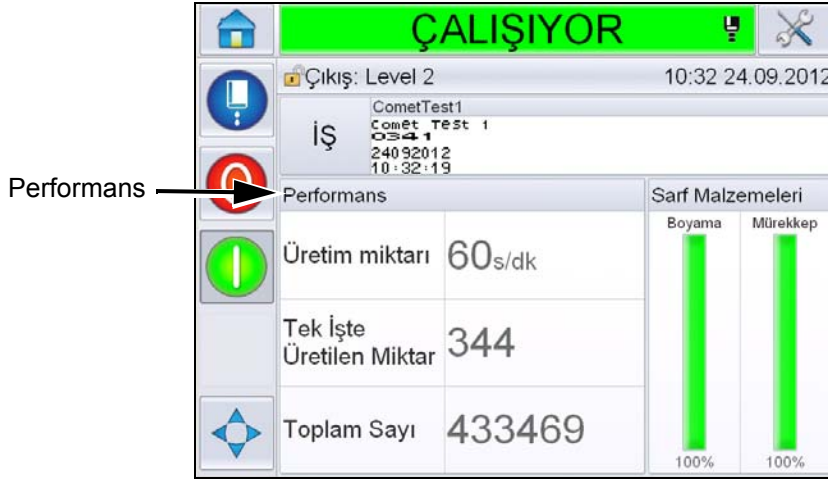 ÇALIŞIYOR
Çıkış: Level 2 10:32 24.09.2012
İŞ
CometTest1
Comet Test 1
0341
24092012
10:32:19
Performans
Performans
Sarf Malzemeleri
Boyama Mürekkep
Üretim miktarı 60s/dk
Tek İşte
Üretilen Miktar 344
Toplam Sayı 433469
100% 100%